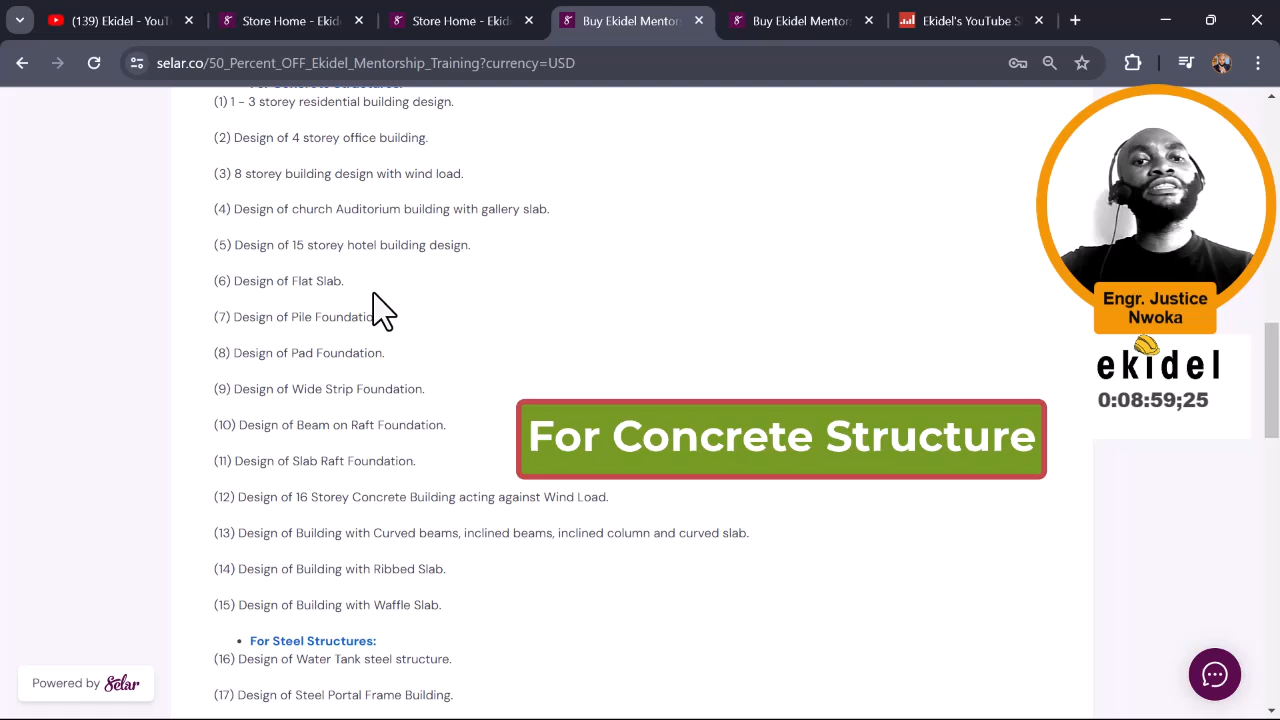 (139) Ekidel - YouT
Store Home - Ekide
Store Home - Ekida
Buy Ekidel Mentors
Buy Ekidel Mentor
Ekidel's YouTube S
selar.co/50_Percent_OFF_Ekidel_Mentorship_Training?currency=USD
(1) 1 - 3 storey residential building design.
(2) Design of 4 storey office building.
(3) 8 storey building design with wind load.
(4) Design of church Auditorium building with gallery slab.
(5) Design of 15 storey hotel building design.
(6) Design of Flat Slab.
(7) Design of Pile Foundatio
(8) Design of Pad Foundation.
(9) Design of Wide Strip Foundation.
(10) Design of Beam on Raft Foundation.
(11) Design of Slab Raft Foundation.
(12) Design of 16 Storey Concrete Building acting against Wind Load.
(13) Design of Building with Curved beams, inclined beams, inclined column and curved slab.
(14) Design of Building with Ribbed Slab.
(15) Design of Building with Waffle Slab.
• For Steel Structures:
(16) Design of Water Tank steel structure.
(17) Design of Steel Portal Frame Building.
For Concrete Structure
Engr. Justice
Nwoka
ekidel
0:08:59;25
Powered by Selar